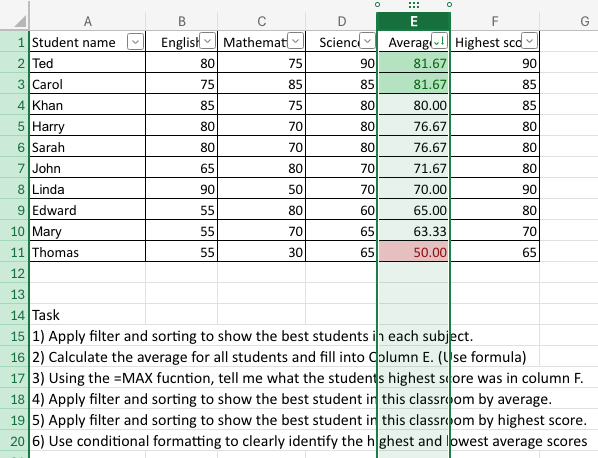 A B C D E F G
1 Student name English Mathemat Science Average Highest sco
2 Ted 80 75 90 81.67 90
3 Carol 75 85 85 81.67 85
4 Khan 85 75 80 80.00 85
5 Harry 80 70 80 76.67 80
6 Sarah 80 70 80 76.67 80
7 John 65 80 70 71.67 80
8 Linda 90 50 70 70.00 90
9 Edward 55 80 60 65.00 80
10 Mary 55 70 65 63.33 70
11 Thomas 55 30 65 50.00 65
12
13
14 Task
15 1) Apply filter and sorting to show the best students in each subject.
16 2) Calculate the average for all students and fill into Column E. (Use formula)
17 3) Using the =MAX fucntion, tell me what the students highest score was in column F.
18 4) Apply filter and sorting to show the best student in this classroom by average.
19 5) Apply filter and sorting to show the best student in this classroom by highest score.
20 6) Use conditional formatting to clearly identify the highest and lowest average scores